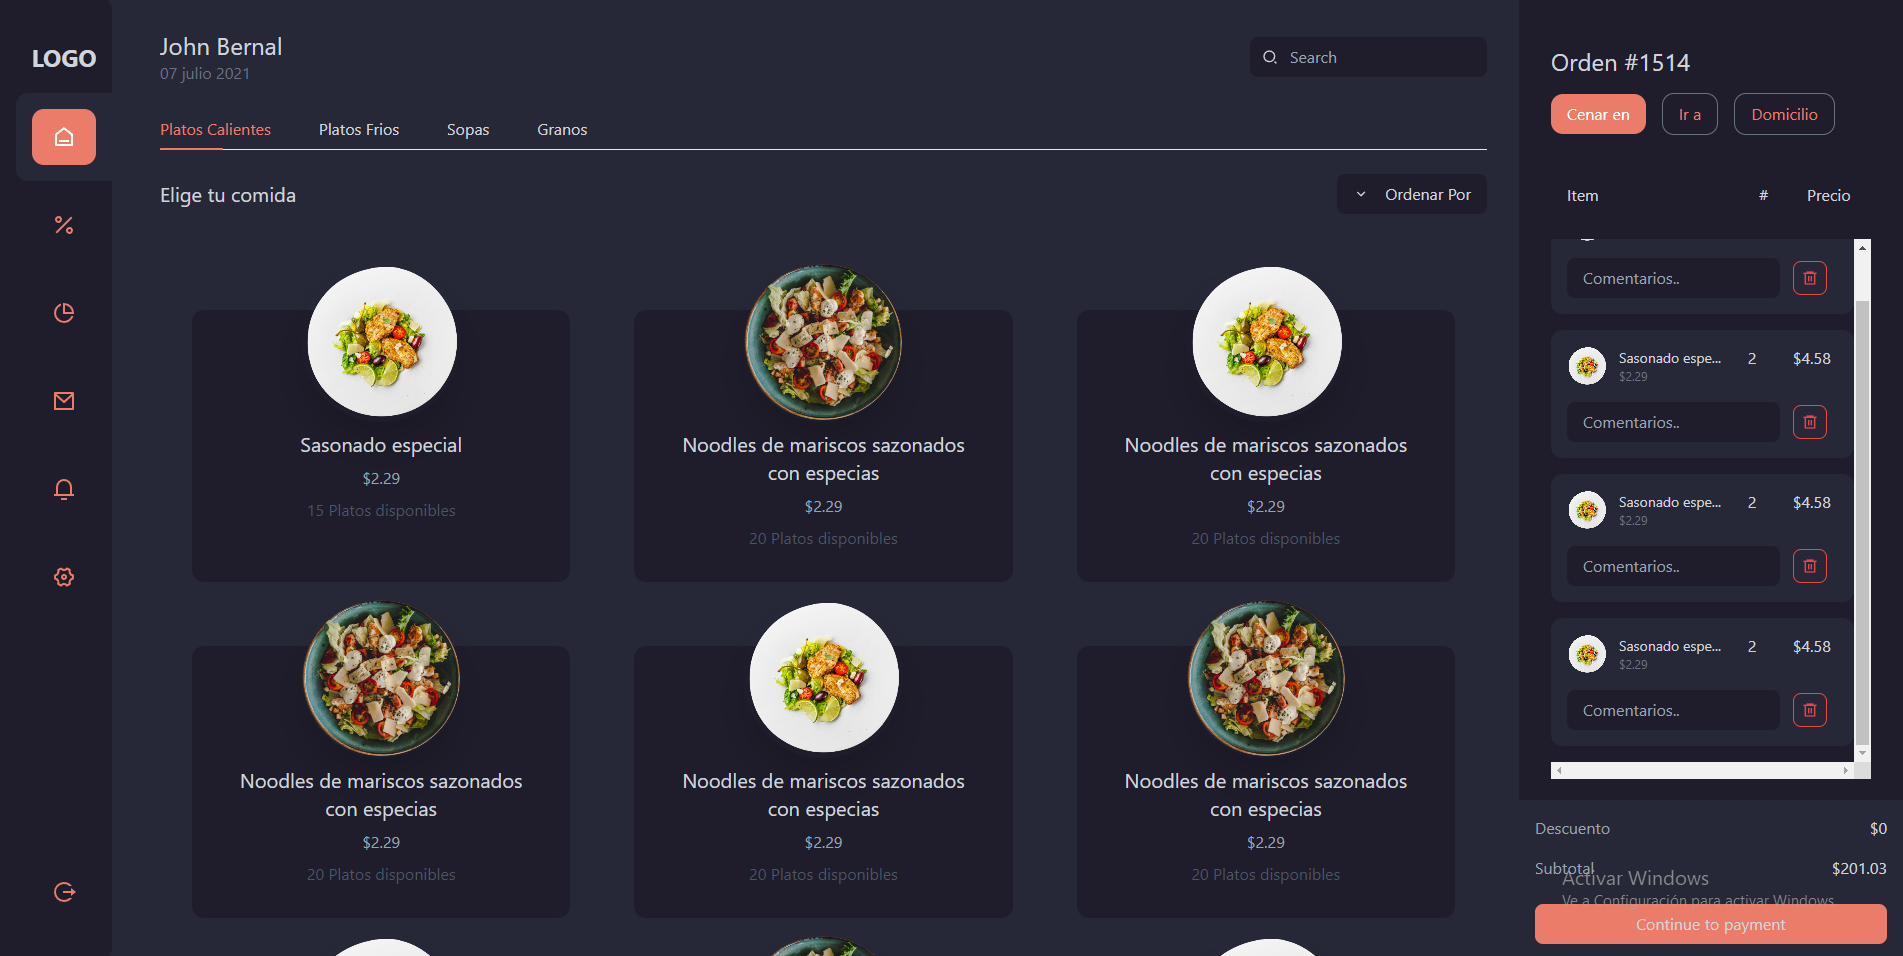 LOGO
John Bernal
07 julio 2021
Search
Platos Calientes
Platos Frios
Sopas
Granos
Elige tu comida
Ordenar Por
Sasonado especial
$2.29
15 Platos disponibles
Noodles de mariscos sazonados
con especias
$2.29
20 Platos disponibles
Noodles de mariscos sazonados
con especias
$2.29
20 Platos disponibles
Noodles de mariscos sazonados
con especias
$2.29
20 Platos disponibles
Noodles de mariscos sazonados
con especias
$2.29
20 Platos disponibles
Noodles de mariscos sazonados
con especias
$2.29
20 Platos disponibles
Orden #1514
Cenar en
Ir a
Domicilio
Item # Precio
Comentarios..
Sasonado espe... 2 $4.58
$2.29
Comentarios..
Sasonado espe... 2 $4.58
$2.29
Comentarios..
Sasonado espe... 2 $4.58
$2.29
Comentarios..
Descuento $0
Subtotal $201.03
Activar Windows
Ve a Configuración para activar Windows.
Continue to payment